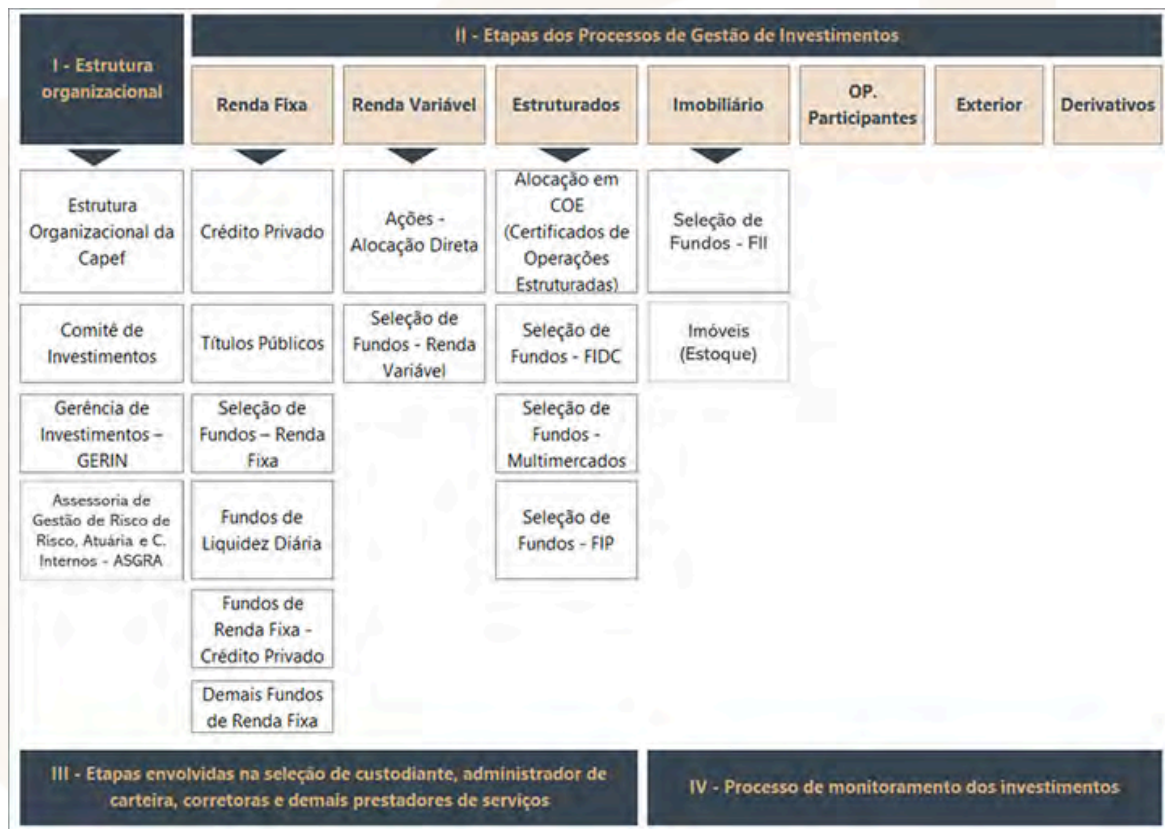 I - Estrutura
organizacional
II - Etapas dos Processos de Gestão de Investimentos
Renda Fixa
Renda Variável
Estruturados
Imobiliário
OP.
Participantes
Exterior
Derivativos
Estrutura
Organizacional da
Capef
Comitê de
Investimentos
Gerência de
Investimentos –
GERIN
Assessoria de
Gestão de Risco de
Risco, Atuária e C.
Internos - ASGRA
Crédito Privado
Títulos Públicos
Seleção de
Fundos – Renda
Fixa
Fundos de
Liquidez Diária
Fundos de
Renda Fixa -
Crédito Privado
Demais Fundos
de Renda Fixa
Ações -
Alocação Direta
Seleção de
Fundos - Renda
Variável
Alocação em
COE
(Certificados de
Operações
Estruturadas)
Seleção de
Fundos - FIDC
Seleção de
Fundos -
Multimercados
Seleção de
Fundos - FIP
Seleção de
Fundos - FII
Imóveis
(Estoque)
III - Etapas envolvidas na seleção de custodiante, administrador de
carteira, corretoras e demais prestadores de serviços
IV - Processo de monitoramento dos investimentos